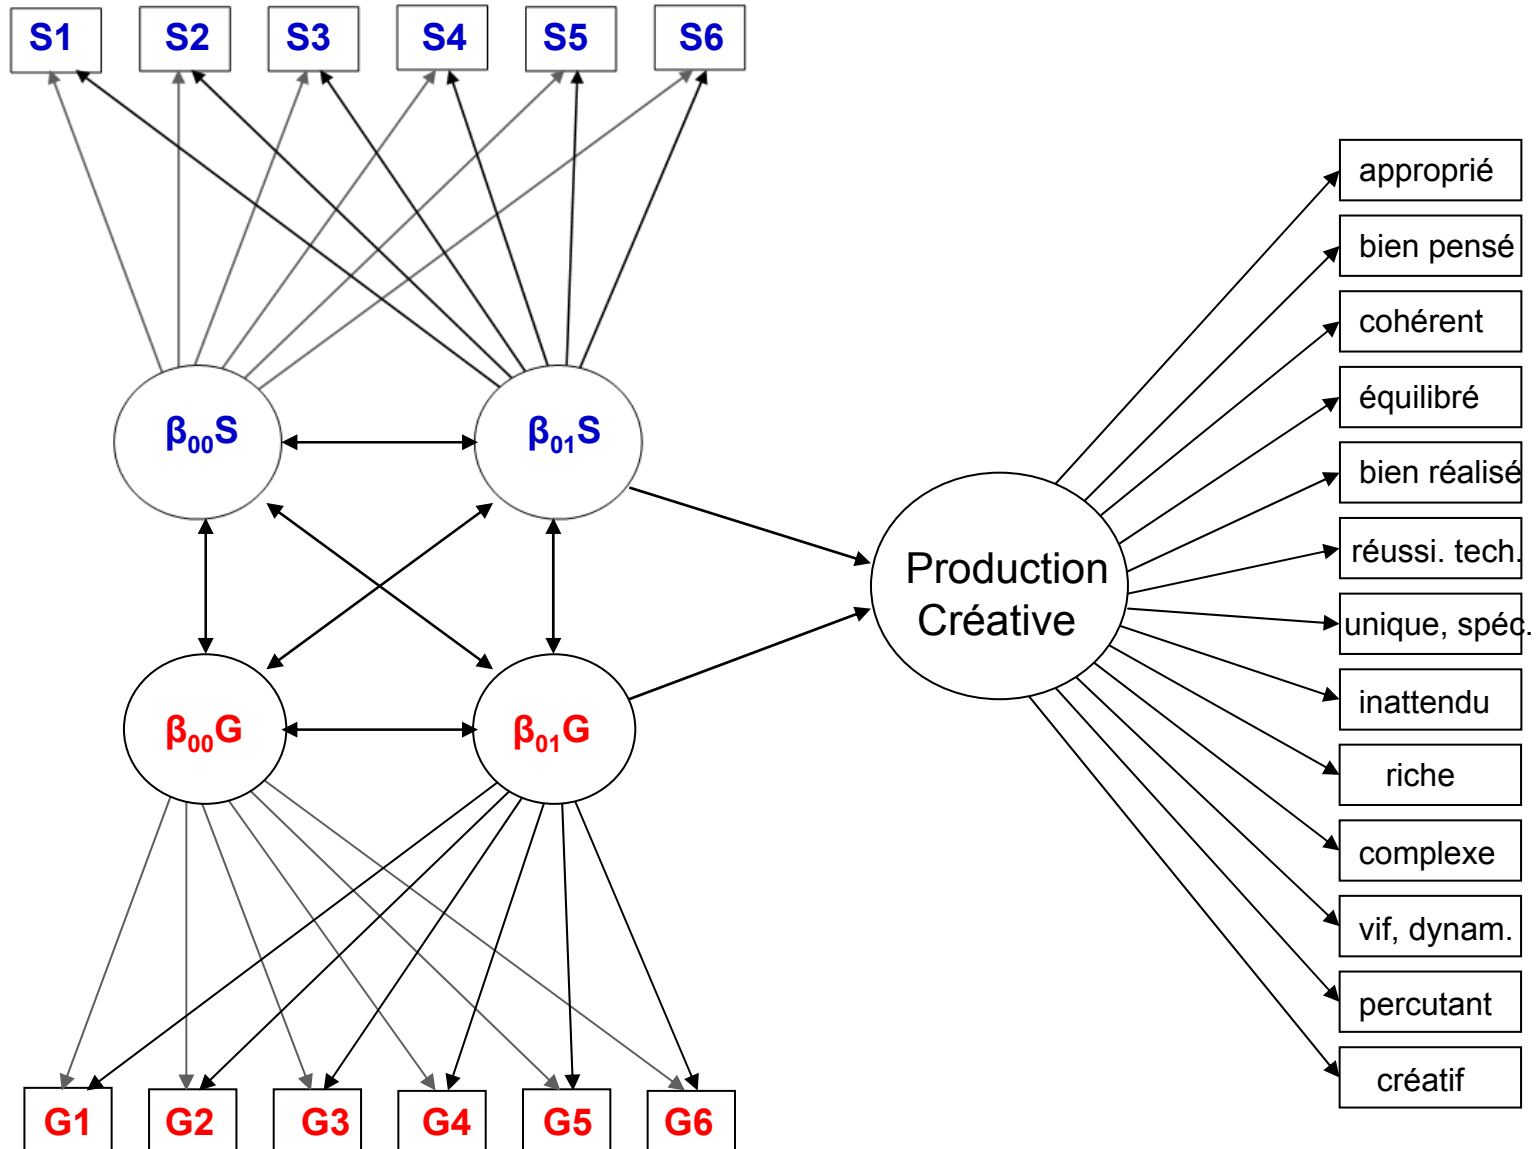 S1 S2 S3 S4 S5 S6
β₀₀S β₀₁S
β₀₀G β₀₁G
G1 G2 G3 G4 G5 G6
Production
Créative
approprié
bien pensé
cohérent
équilibré
bien réalisé
réussi. tech.
unique, spéc.
inattendu
riche
complexe
vif, dynam.
percutant
créatif